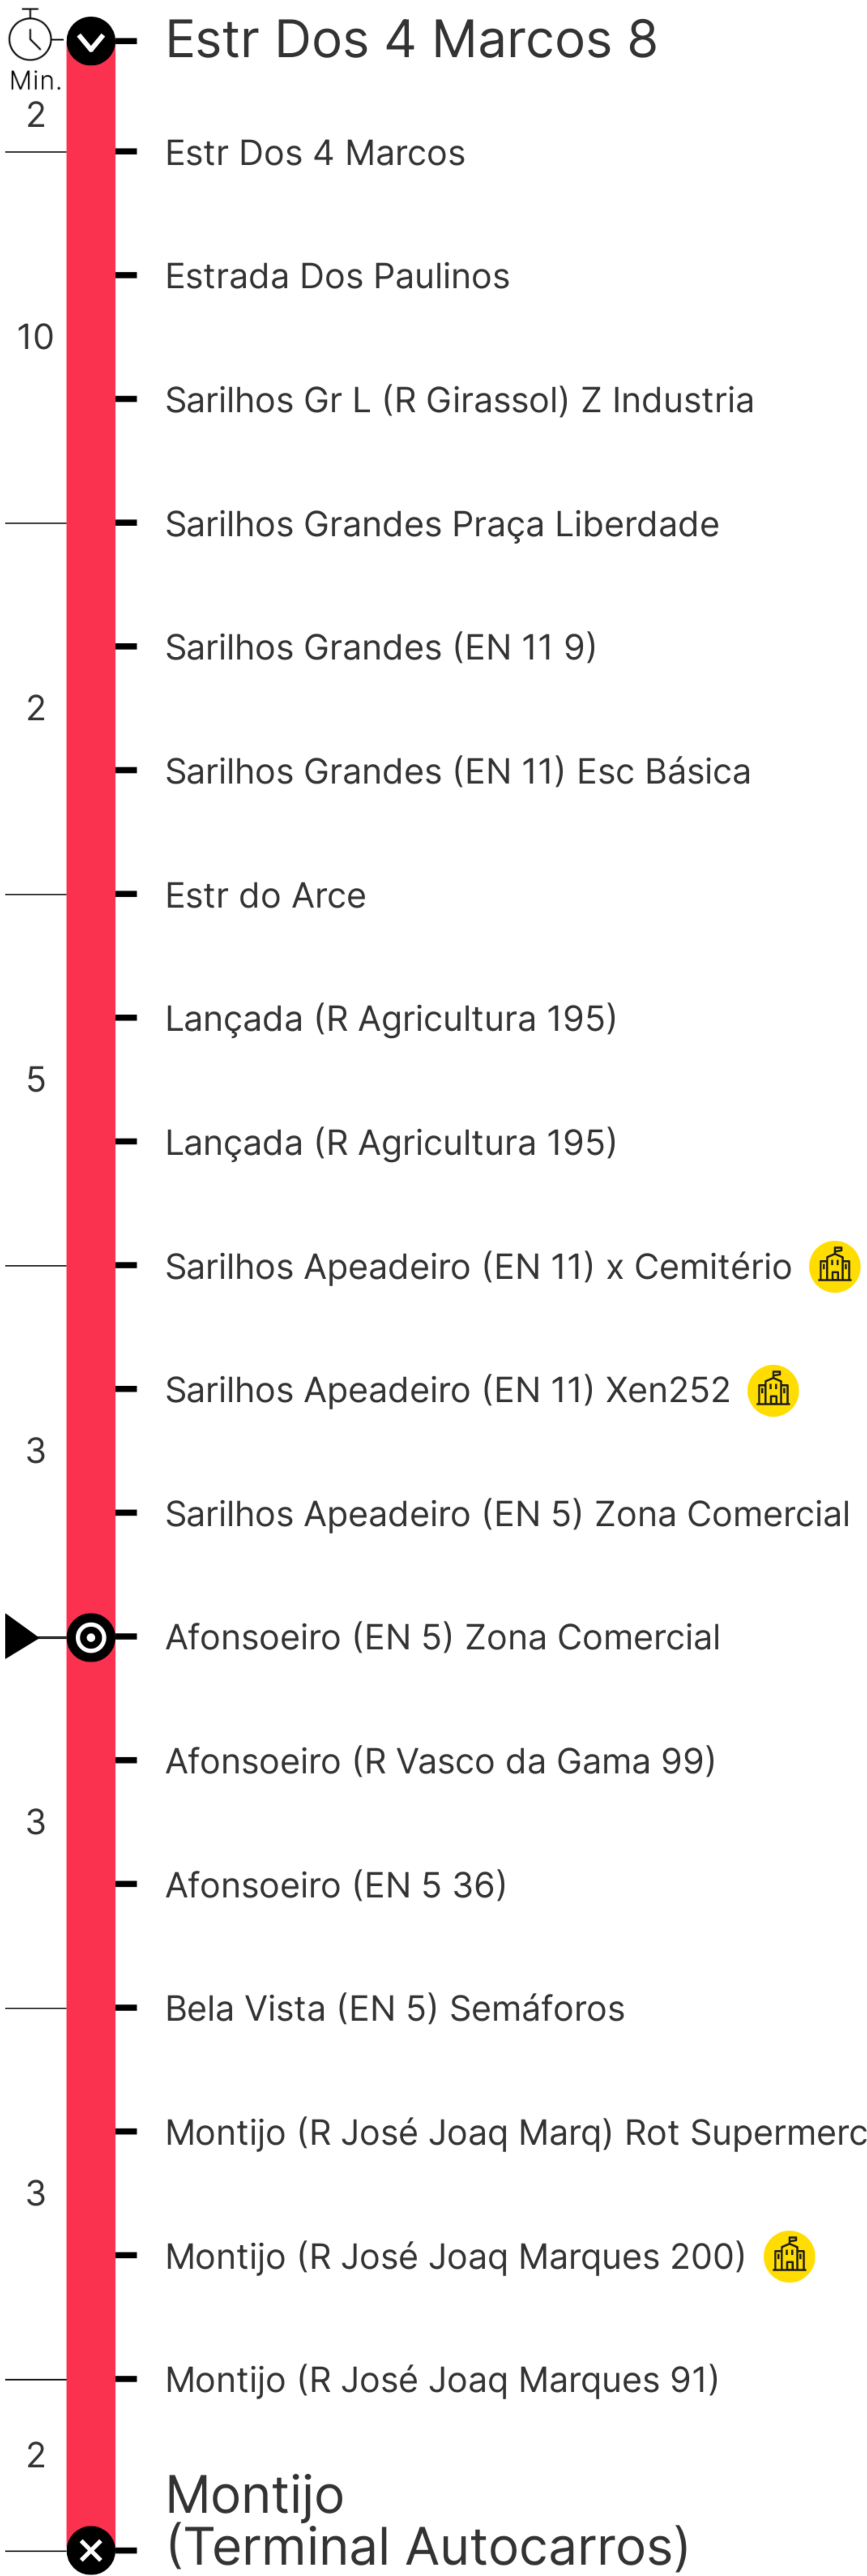 Estr Dos 4 Marcos 8
Min.
2
Estr Dos 4 Marcos
Estrada Dos Paulinos
10
Sarilhos Gr L (R Girassol) Z Industria
Sarilhos Grandes Praça Liberdade
Sarilhos Grandes (EN 11 9)
2
Sarilhos Grandes (EN 11) Esc Básica
Estr do Arce
Lançada (R Agricultura 195)
5
Lançada (R Agricultura 195)
Sarilhos Apeadeiro (EN 11) x Cemitério
Sarilhos Apeadeiro (EN 11) Xen252
3
Sarilhos Apeadeiro (EN 5) Zona Comercial
Afonsoeiro (EN 5) Zona Comercial
Afonsoeiro (R Vasco da Gama 99)
3
Afonsoeiro (EN 5 36)
Bela Vista (EN 5) Semáforos
Montijo (R José Joaq Marq) Rot Supermerc
3
Montijo (R José Joaq Marques 200)
Montijo (R José Joaq Marques 91)
2
Montijo
(Terminal Autocarros)